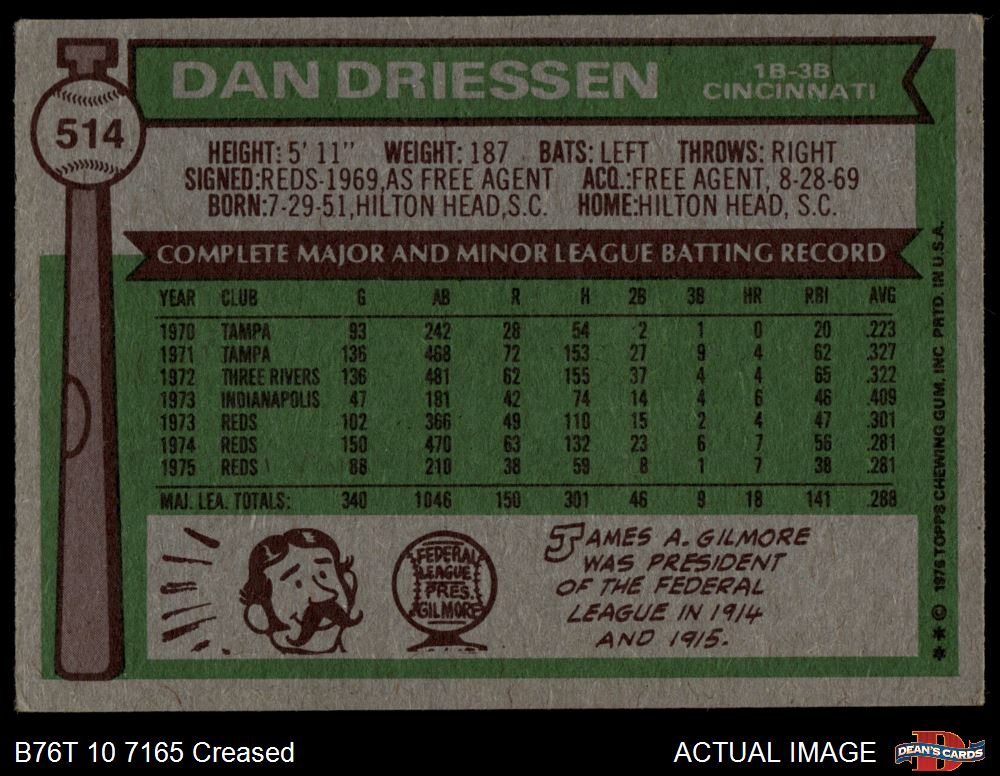 DAN DRIESSEN
1B-3B
CINCINNATI
514
HEIGHT: 5' 11" WEIGHT: 187 BATS: LEFT THROWS: RIGHT
SIGNED:REDS-1969,AS FREE AGENT ACQ.:FREE AGENT, 8-28-69
BORN:7-29-51,HILTON HEAD,S.C. HOME:HILTON HEAD, S.C.
COMPLETE MAJOR AND MINOR LEAGUE BATTING RECORD
YEAR CLUB G AB R H 2B 3B HR RBI AVG
1970 TAMPA 93 242 28 54 2 1 0 20 .223
1971 TAMPA 136 468 72 153 27 9 4 62 .327
1972 THREE RIVERS 136 481 62 155 37 4 4 65 .322
1973 INDIANAPOLIS 47 181 42 74 14 4 6 46 .409
1973 REDS 102 366 49 110 15 2 4 47 .301
1974 REDS 150 470 63 132 23 6 7 56 .281
1975 REDS 88 210 38 59 8 1 7 38 .281
MAJ. LEA. TOTALS: 340 1046 150 301 46 9 18 141 .288
FEDERAL
LEAGUE
PRES.
GILMORE
JAMES A. GILMORE
WAS PRESIDENT
OF THE FEDERAL
LEAGUE IN 1914
AND 1915.
** © 1976 TOPPS CHEWING GUM, INC. PRTD. IN U.S.A.
B76T 10 7165 Creased
ACTUAL IMAGE
D
DEAN'S CARDS